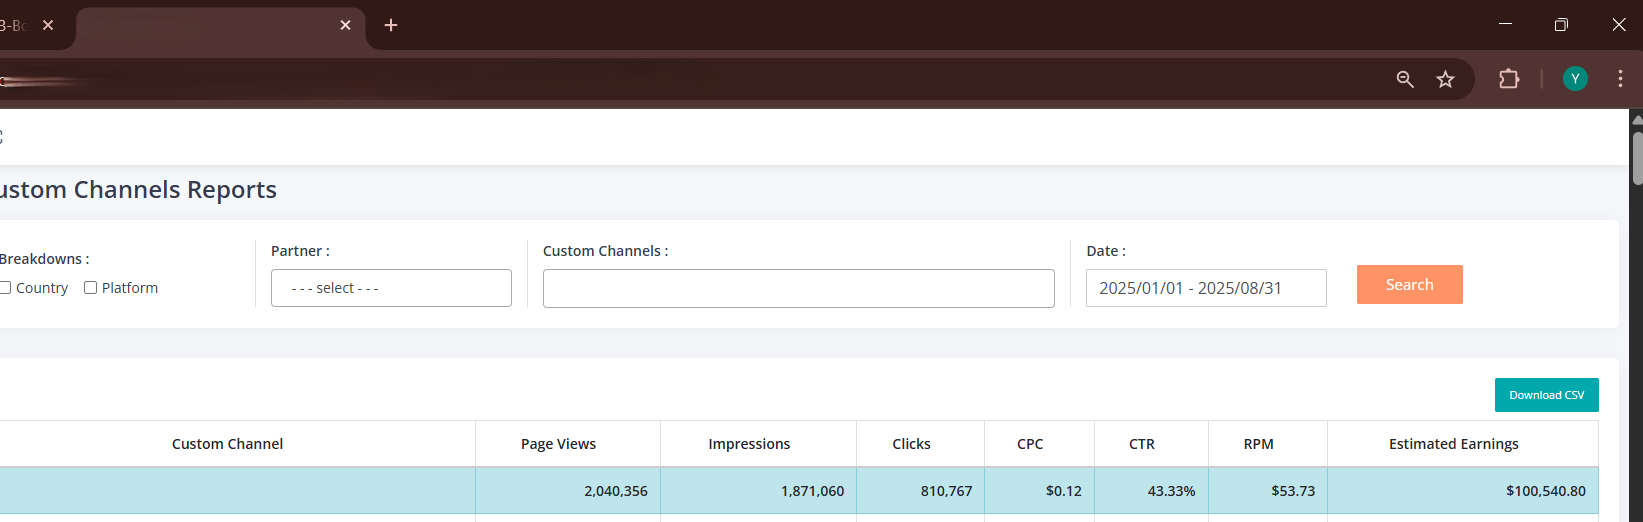 Y
ustom Channels Reports
Breakdowns :
Country Platform
Partner :
- - - select - - -
Custom Channels :
Date :
2025/01/01 - 2025/08/31
Search
Download CSV
Custom Channel Page Views Impressions Clicks CPC CTR RPM Estimated Earnings
2,040,356 1,871,060 810,767 $0.12 43.33% $53.73 $100,540.80